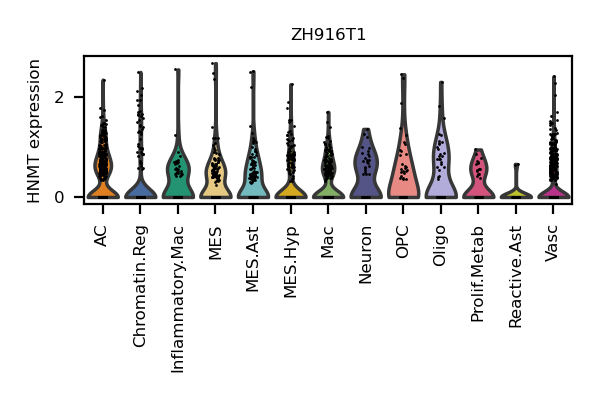 ZH916T1
HNMT expression
2
0
AC
Chromatin.Reg
Inflammatory.Mac
MES
MES.Ast
MES.Hyp
Mac
Neuron
OPC
Oligo
Prolif.Metab
Reactive.Ast
Vasc